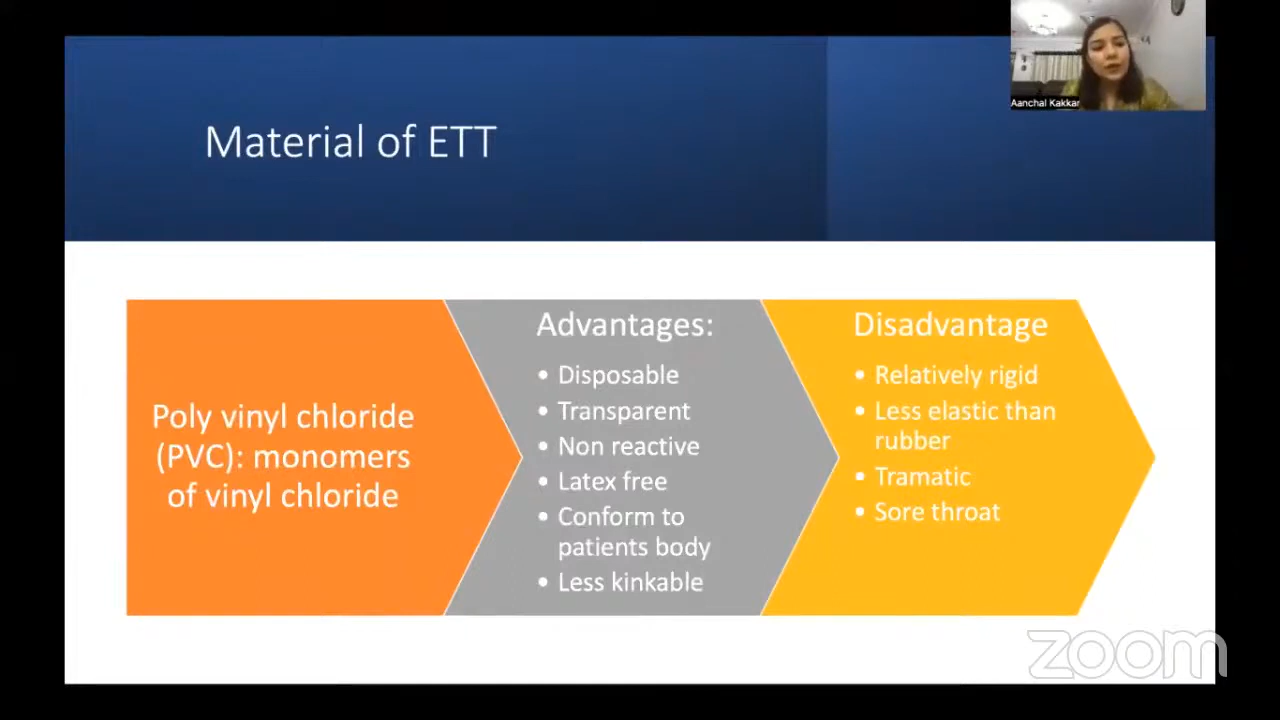 Aanchal Kakkar
Material of ETT
Poly vinyl chloride
(PVC): monomers
of vinyl chloride
Advantages:
• Disposable
• Transparent
• Non reactive
• Latex free
• Conform to
patients body
• Less kinkable
Disadvantage
• Relatively rigid
• Less elastic than
rubber
• Tramatic
• Sore throat
zoom